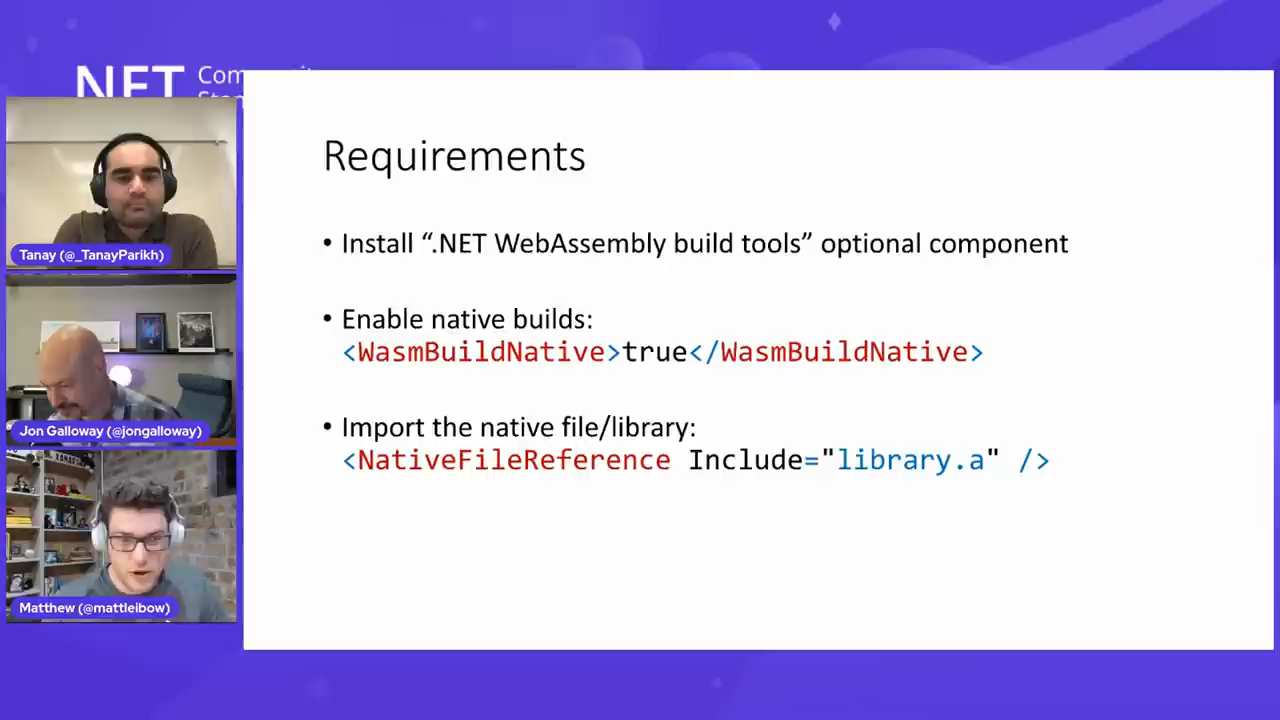 .NET
Requirements
• Install “.NET WebAssembly build tools” optional component
• Enable native builds:
<WasmBuildNative>true</WasmBuildNative>
• Import the native file/library:
<NativeFileReference Include="library.a" />
Tanay (@_TanayParikh)
Jon Galloway (@jongalloway)
Matthew (@mattleibow)